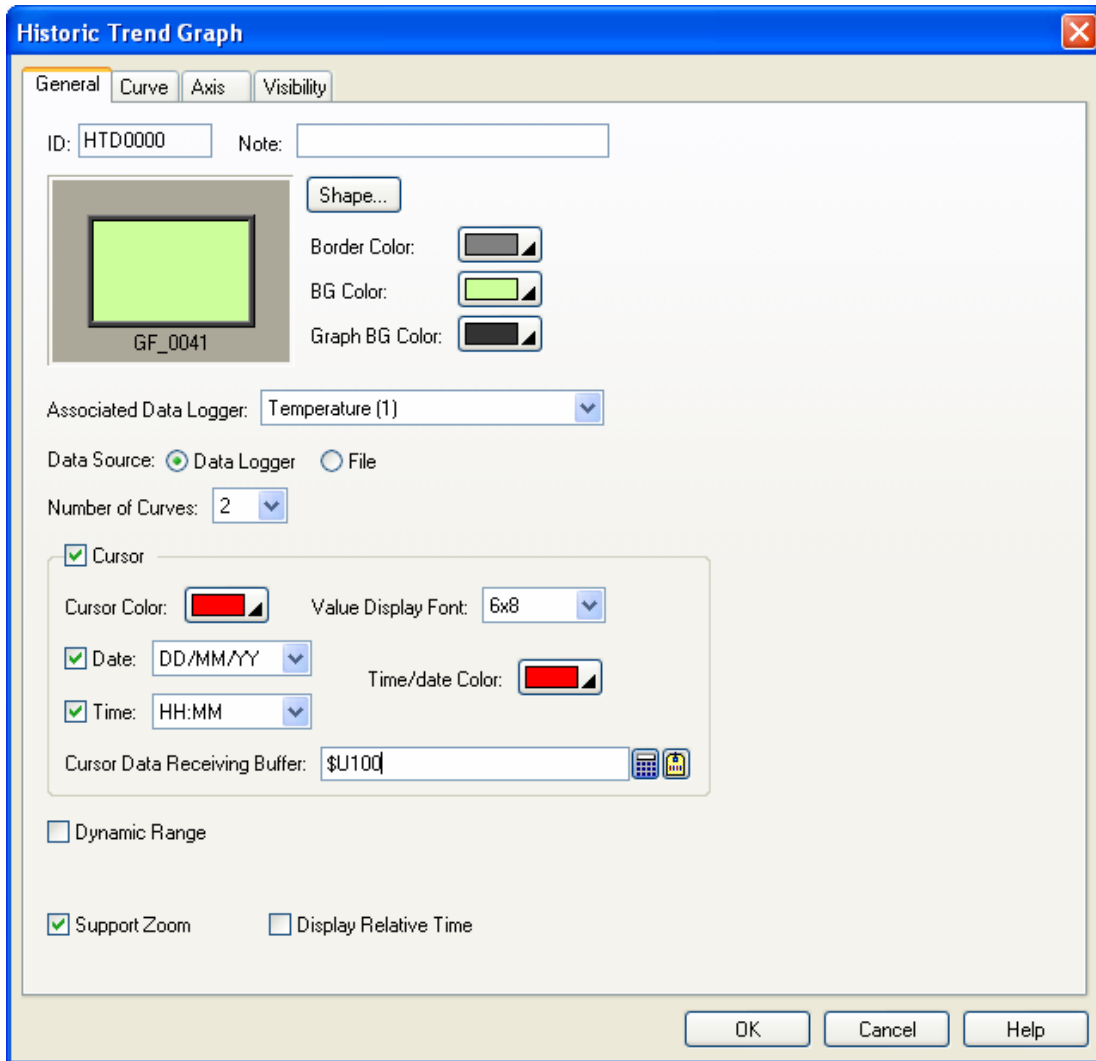 Historic Trend Graph
General Curve Axis Visibility
ID: HTD0000 Note:
Shape...
Border Color:
BG Color:
Graph BG Color:
GF_0041
Associated Data Logger: Temperature (1)
Data Source: Data Logger File
Number of Curves: 2
Cursor
Cursor Color: Value Display Font: 6x8
Date: DD/MM/YY
Time/date Color:
Time: HH:MM
Cursor Data Receiving Buffer: $U100
Dynamic Range
Support Zoom Display Relative Time
OK Cancel Help